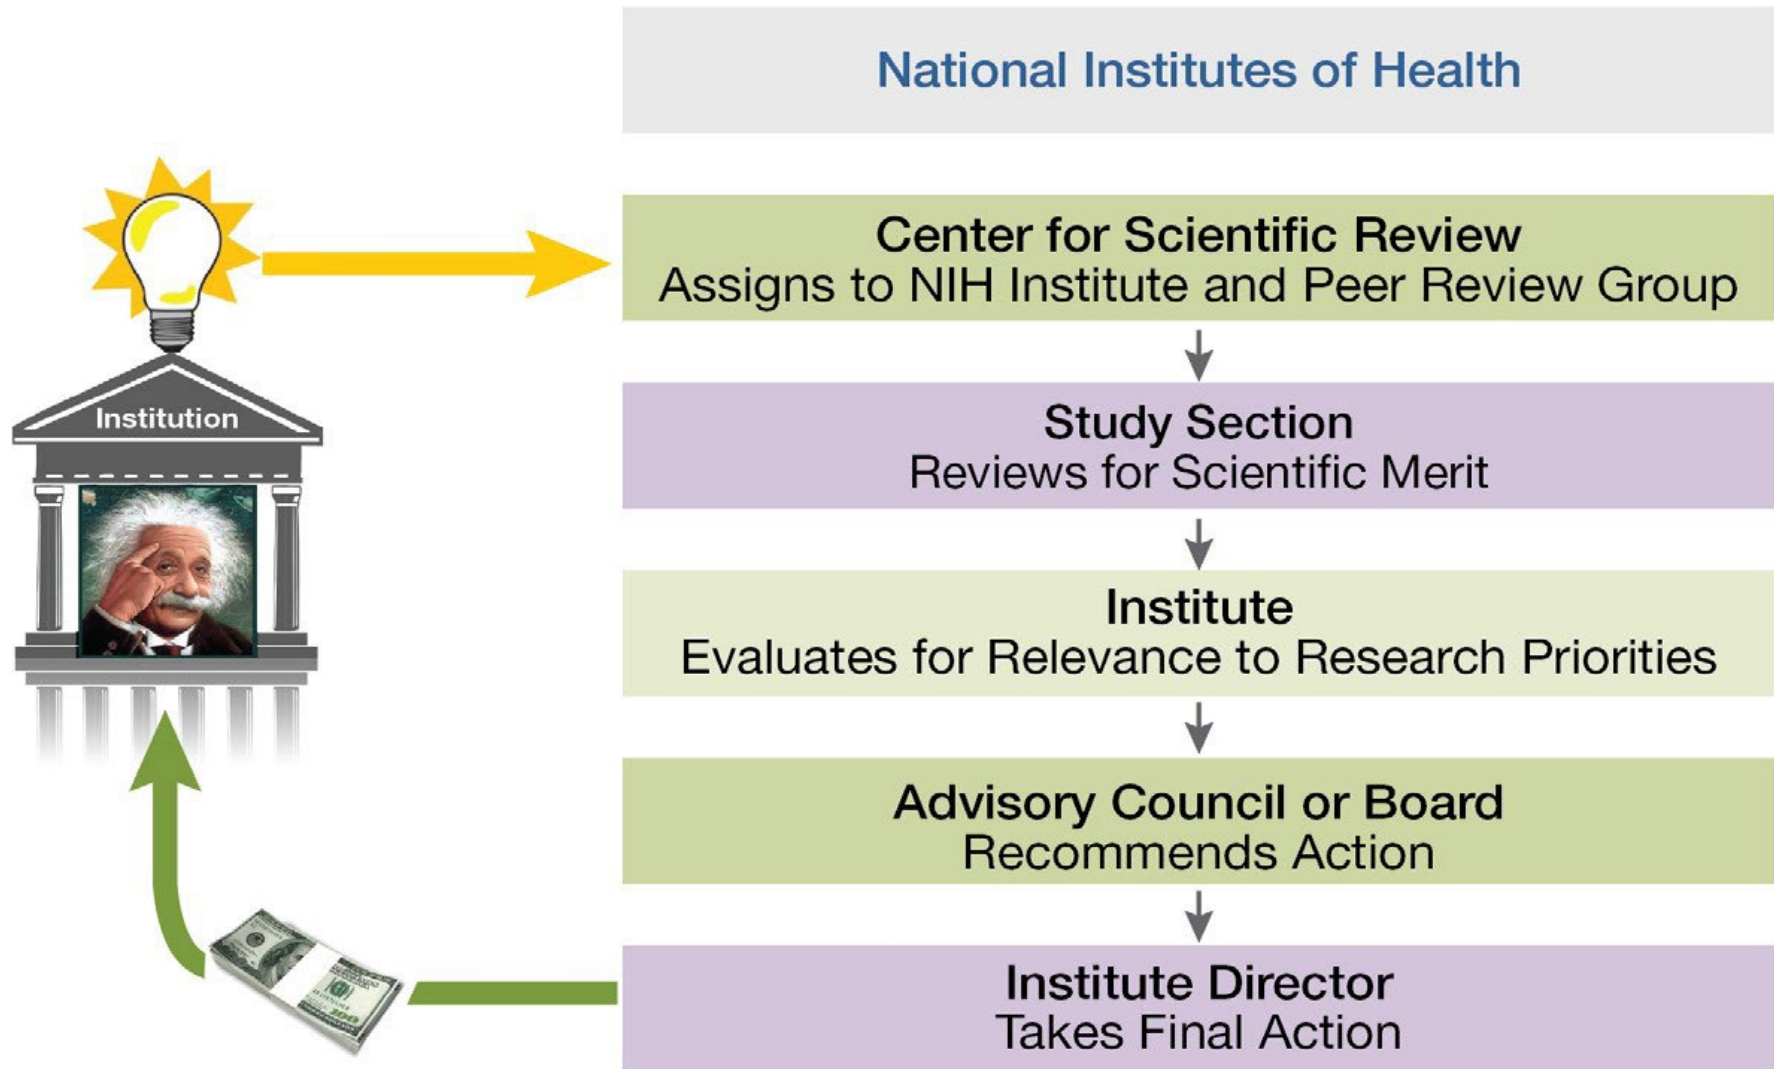 National Institutes of Health
Center for Scientific Review
Assigns to NIH Institute and Peer Review Group
Institution
Study Section
Reviews for Scientific Merit
Institute
Evaluates for Relevance to Research Priorities
Advisory Council or Board
Recommends Action
Institute Director
Takes Final Action
100